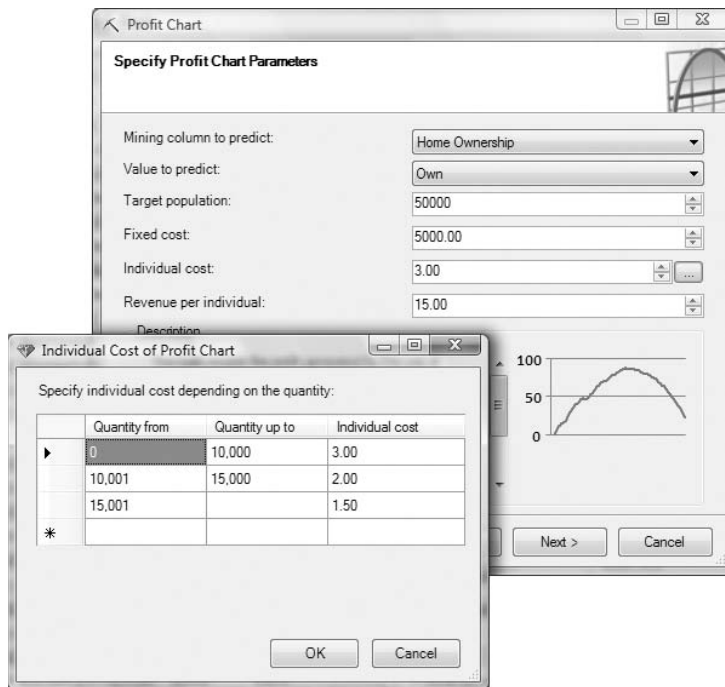 Profit Chart
Specify Profit Chart Parameters
Mining column to predict: Home Ownership
Value to predict: Own
Target population: 50000
Fixed cost: 5000.00
Individual cost: 3.00 ...
Revenue per individual: 15.00
Description
100
50
0
Next > Cancel
Individual Cost of Profit Chart
Specify individual cost depending on the quantity:
Quantity from Quantity up to Individual cost
0 10,000 3.00
10,001 15,000 2.00
15,001 1.50
OK Cancel